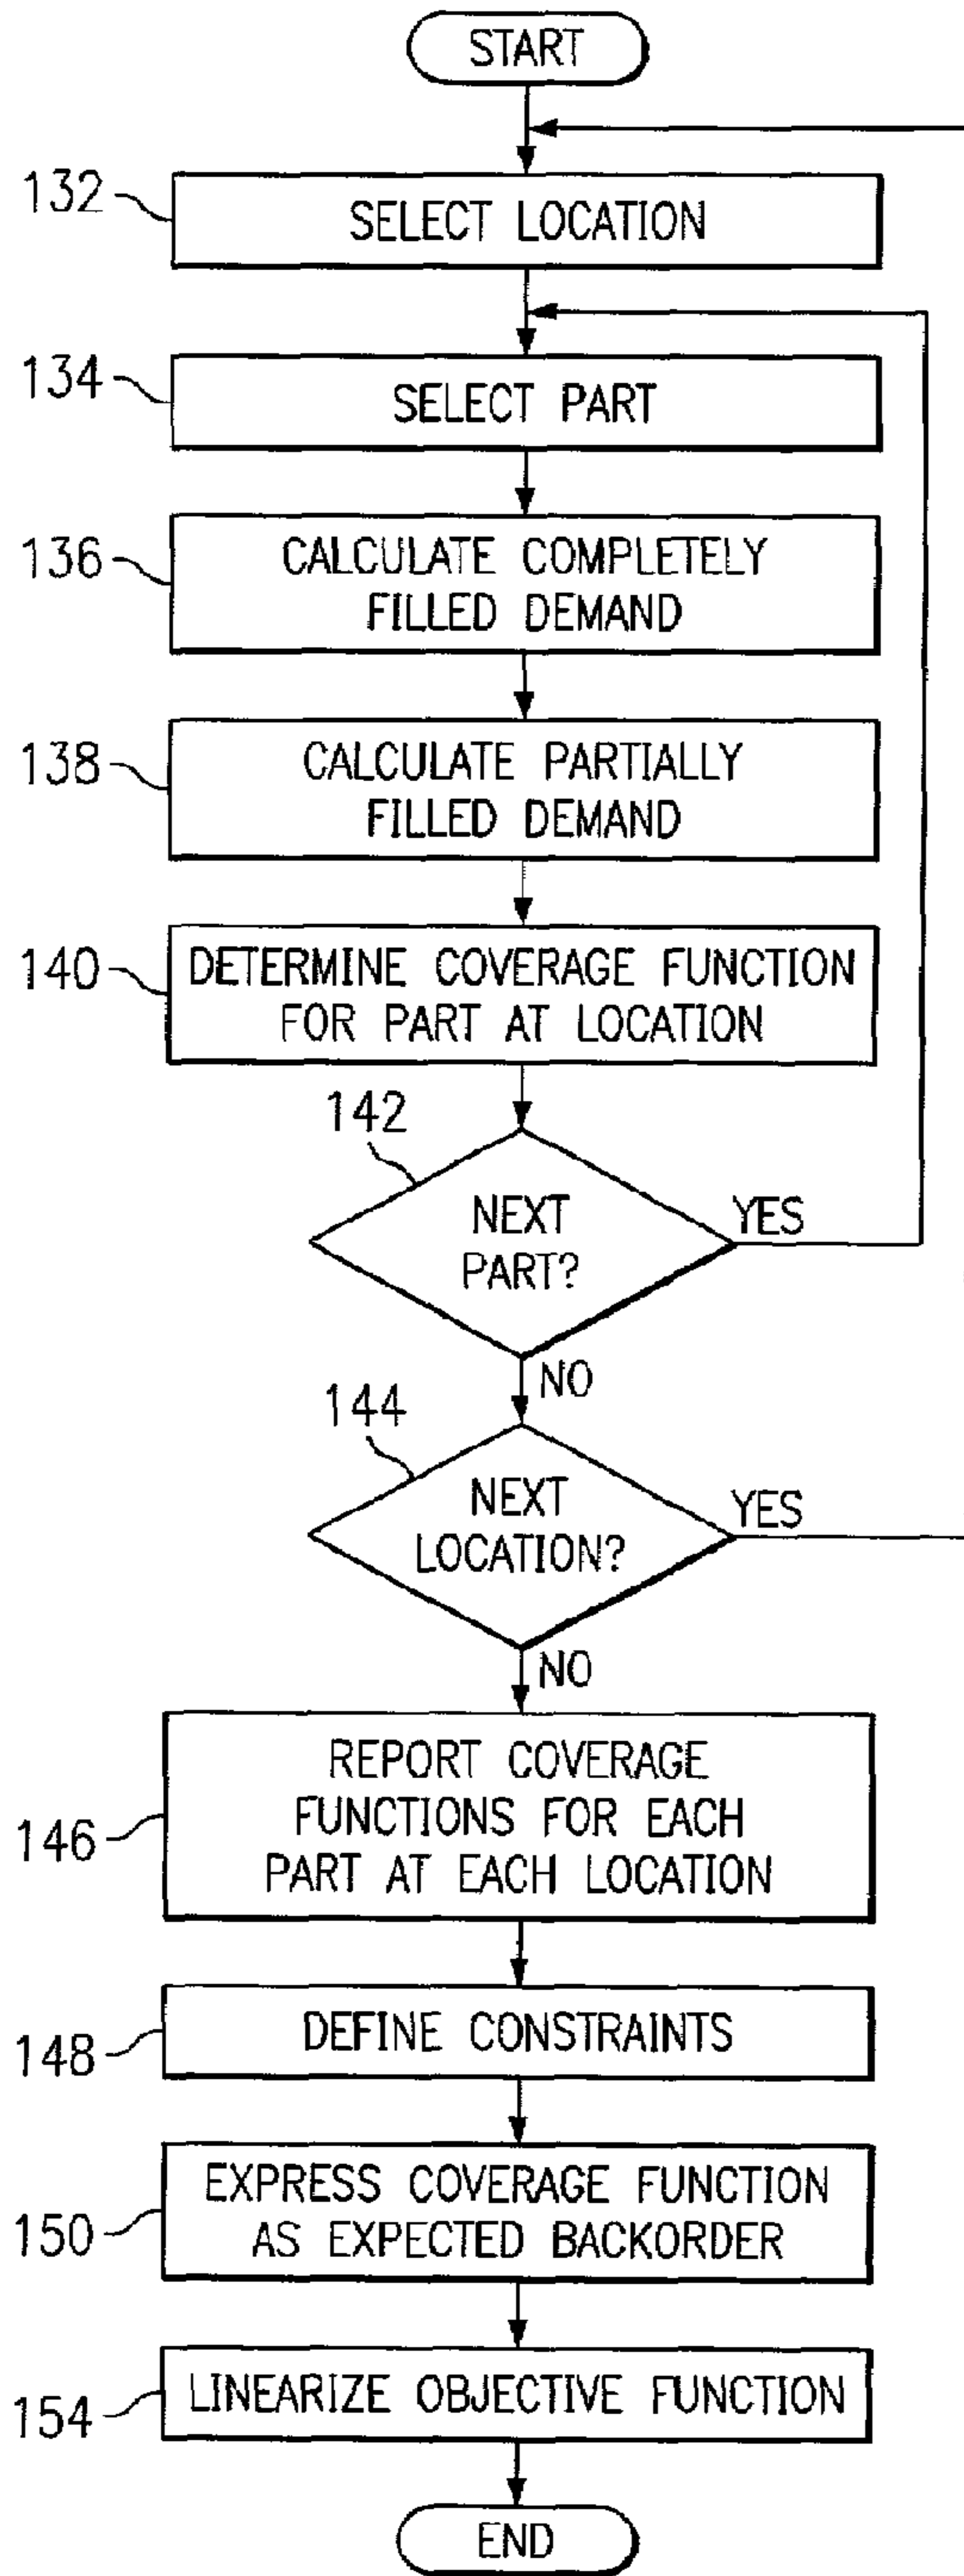 START
132
SELECT LOCATION
134
SELECT PART
136
CALCULATE COMPLETELY
FILLED DEMAND
138
CALCULATE PARTIALLY
FILLED DEMAND
140
DETERMINE COVERAGE FUNCTION
FOR PART AT LOCATION
142
NEXT
PART?
YES
NO
144
NEXT
LOCATION?
YES
NO
146
REPORT COVERAGE
FUNCTIONS FOR EACH
PART AT EACH LOCATION
148
DEFINE CONSTRAINTS
150
EXPRESS COVERAGE FUNCTION
AS EXPECTED BACKORDER
154
LINEARIZE OBJECTIVE FUNCTION
END